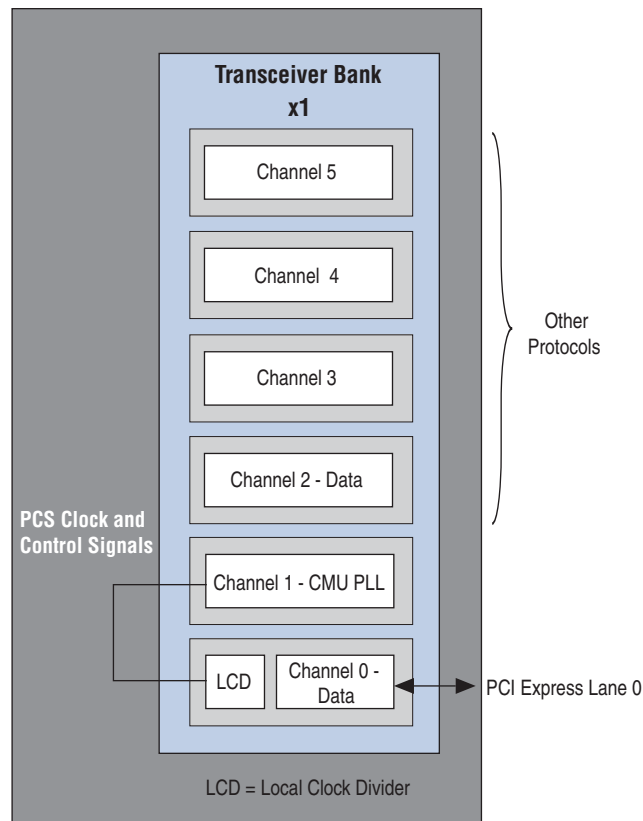 Transceiver Bank
x1
Channel 5
Channel 4
Channel 3
Other
Protocols
Channel 2 - Data
PCS Clock and
Control Signals
Channel 1 - CMU PLL
LCD
Channel 0 -
Data
PCI Express Lane 0
LCD = Local Clock Divider